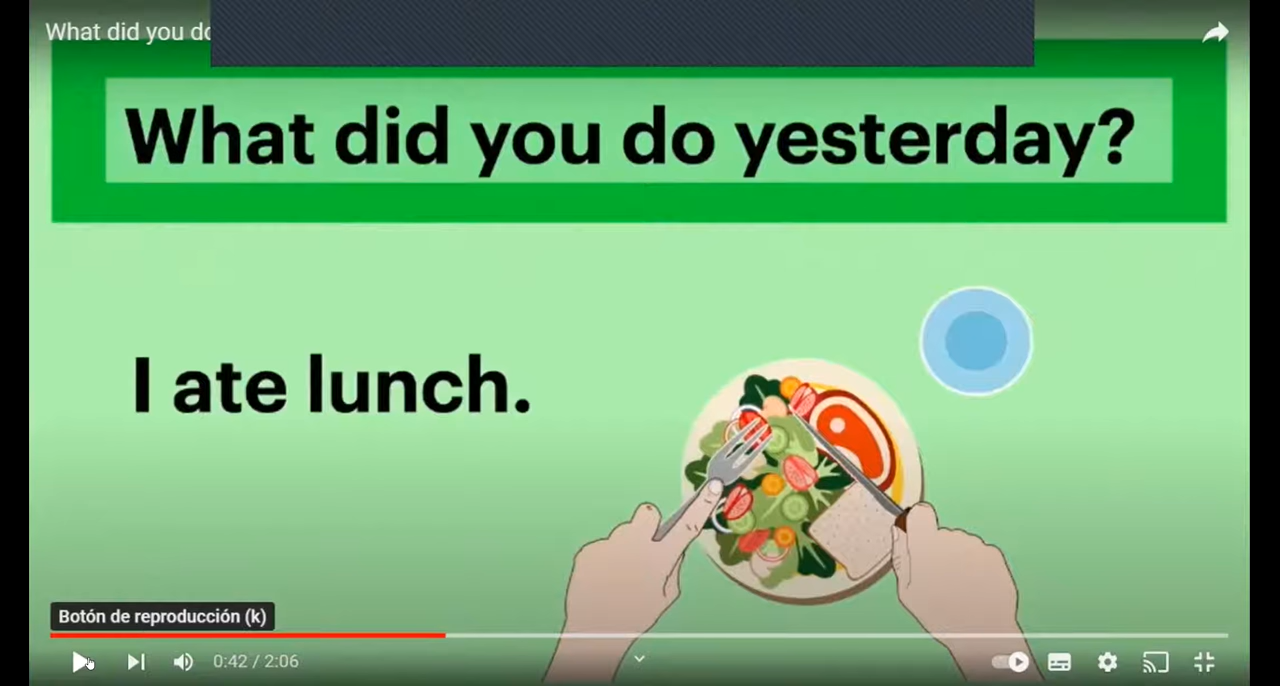 What did you do
What did you do yesterday?
I ate lunch.
Botón de reproducción (k)
0:42 / 2:06